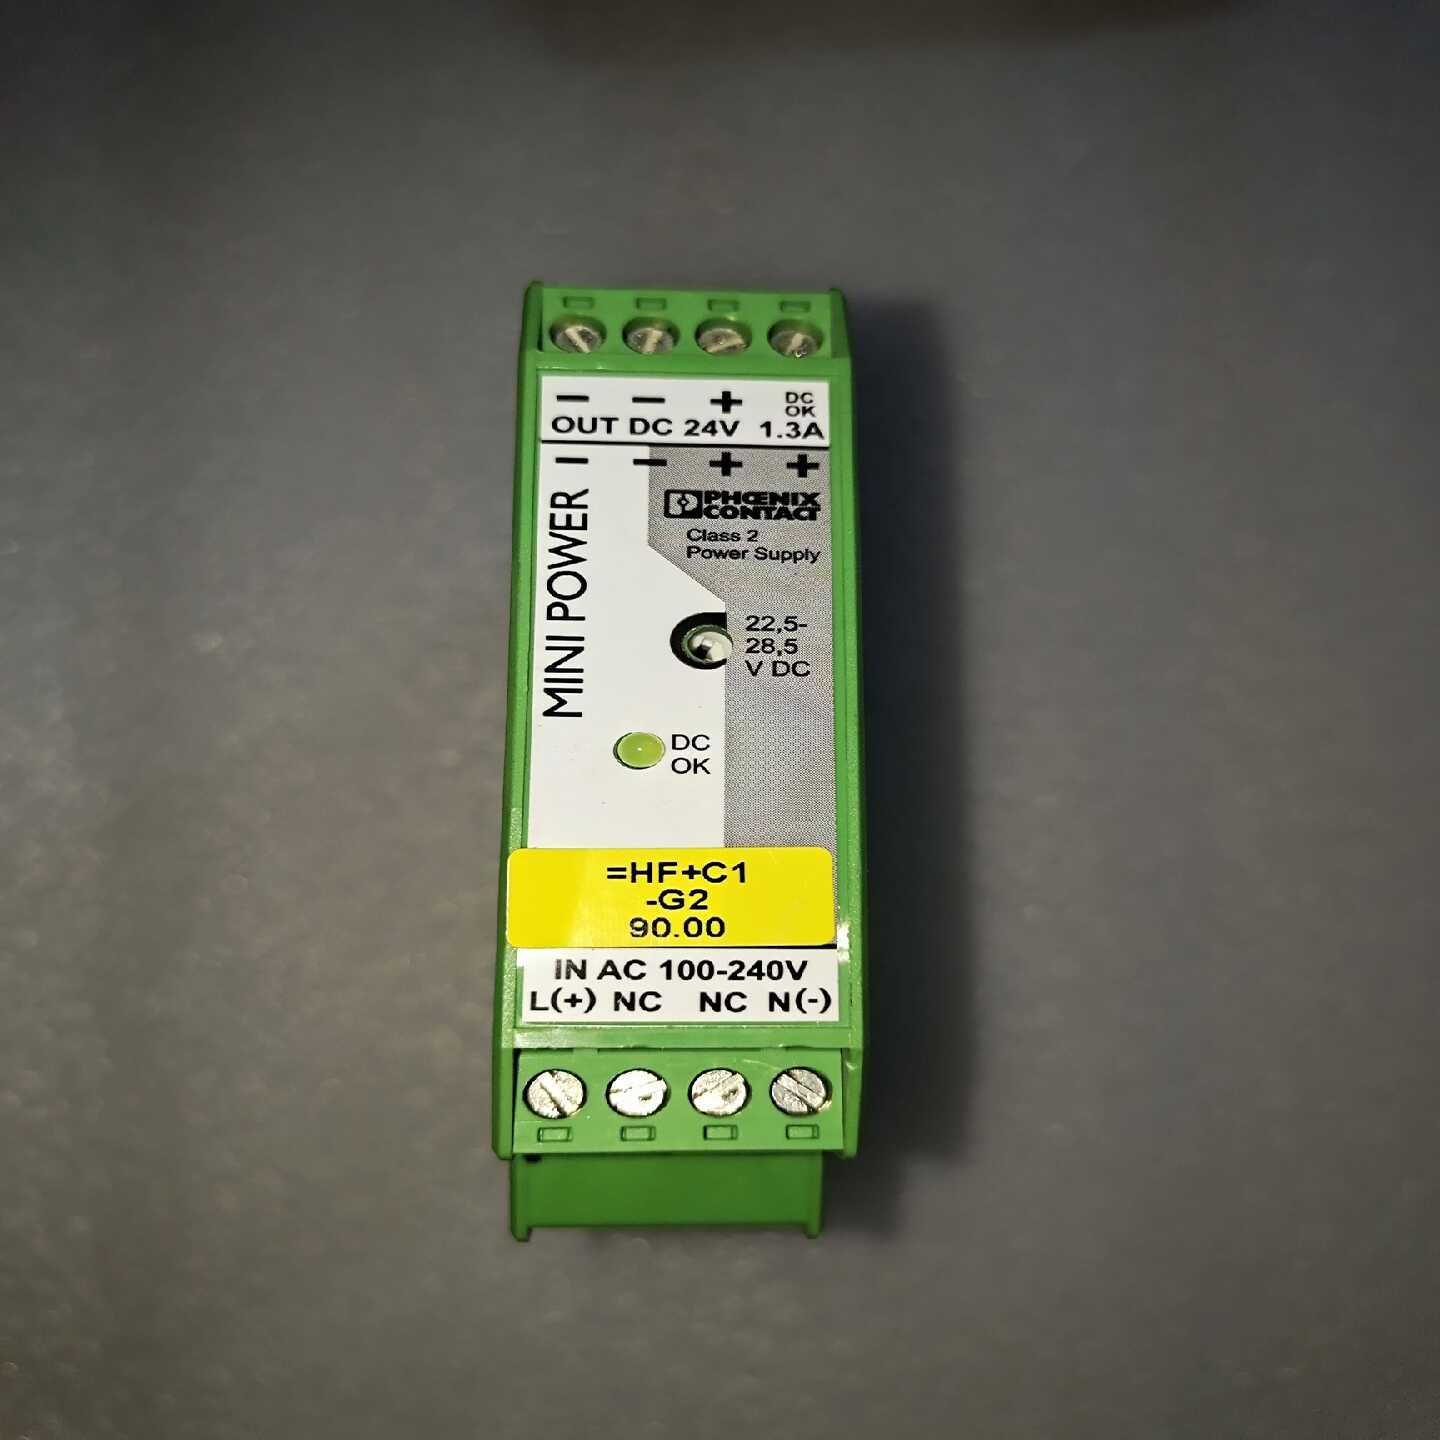 − − + DC OK
OUT DC 24V 1.3A
− − + +
PHŒNIX
CONTACT
Class 2
Power Supply
MINI POWER
22,5-
28,5
V DC
DC
OK
=HF+C1
-G2
90.00
IN AC 100-240V
L(+) NC NC N(-)